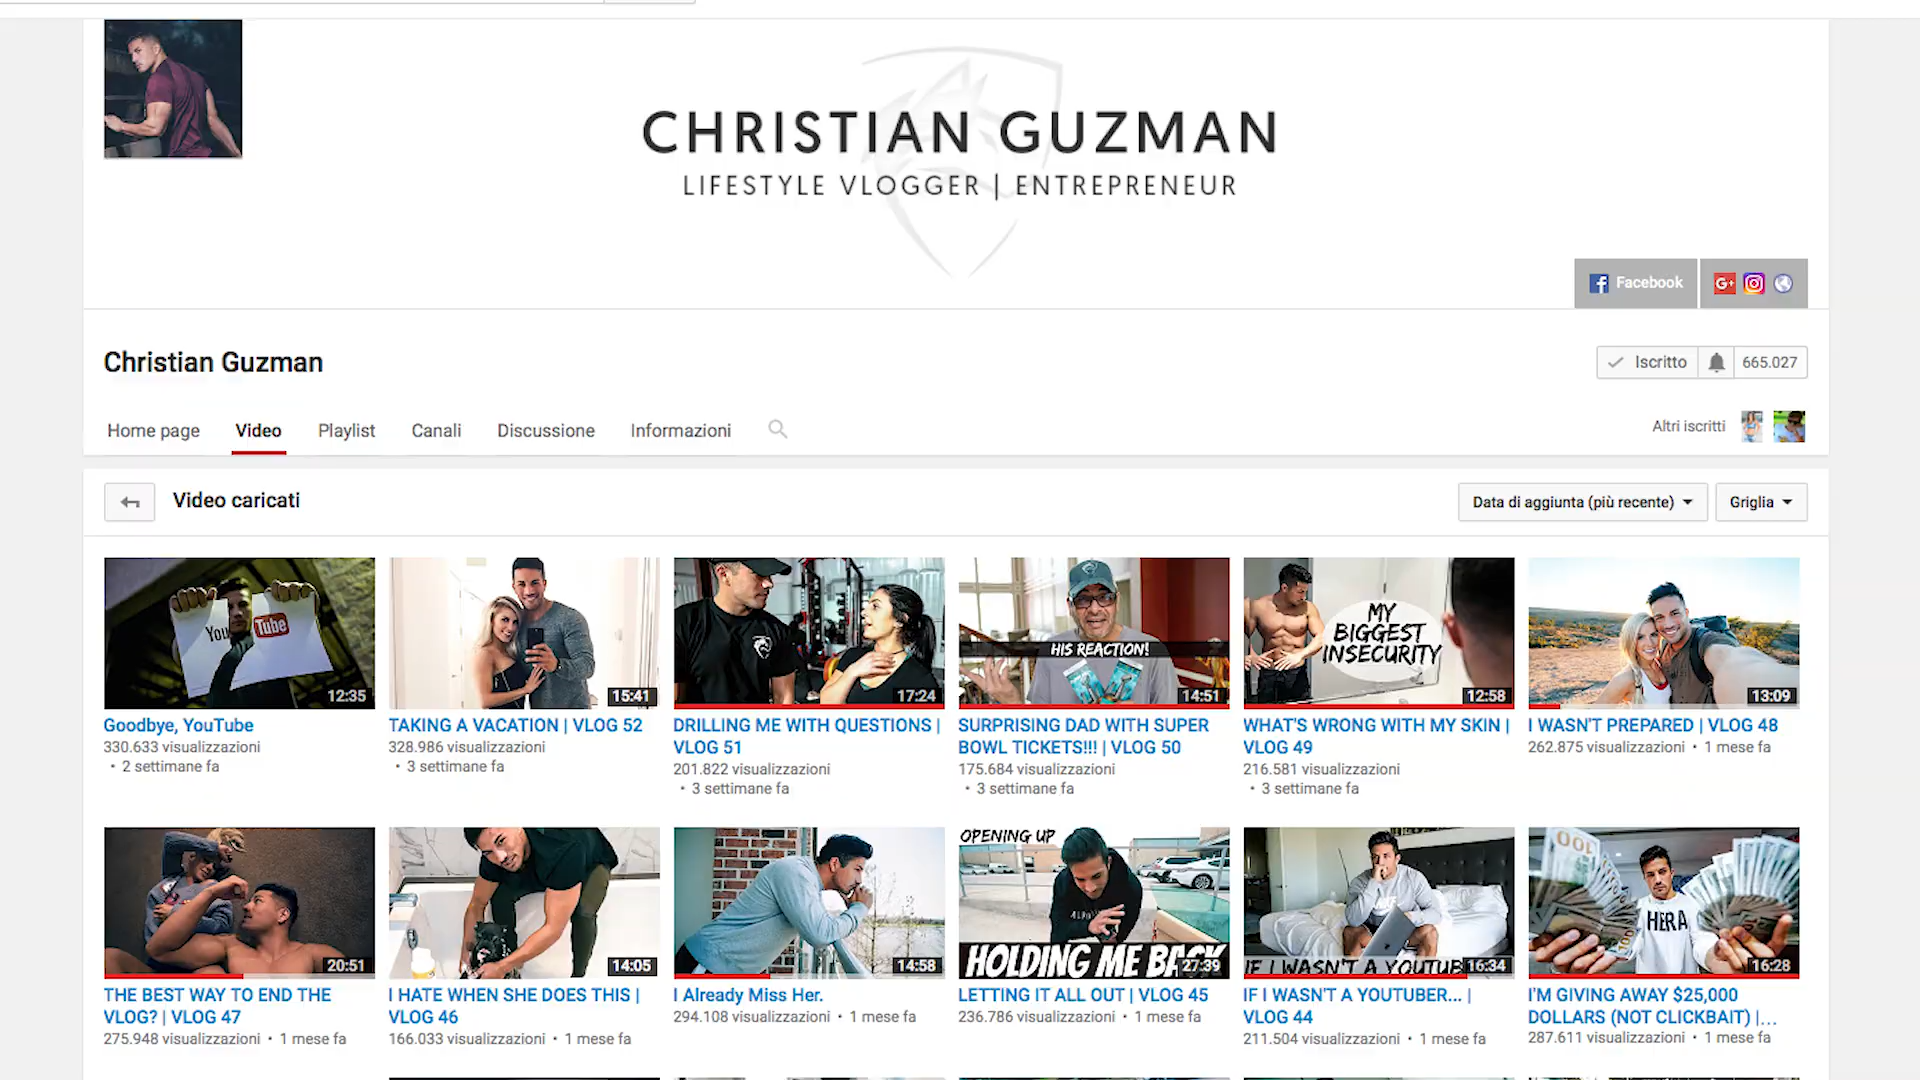 CHRISTIAN GUZMAN
LIFESTYLE VLOGGER | ENTREPRENEUR
Facebook
G+
Christian Guzman
Iscritto 665.027
Home page Video Playlist Canali Discussione Informazioni
Altri iscritti
Video caricati
Data di aggiunta (più recente) Griglia
You Tube
12:35
15:41
17:24
HIS REACTION!
14:51
MY
BIGGEST
INSECURITY
12:58
13:09
Goodbye, YouTube
330.633 visualizzazioni
• 2 settimane fa
TAKING A VACATION | VLOG 52
328.986 visualizzazioni
• 3 settimane fa
DRILLING ME WITH QUESTIONS |
VLOG 51
201.822 visualizzazioni
• 3 settimane fa
SURPRISING DAD WITH SUPER
BOWL TICKETS!!! | VLOG 50
175.684 visualizzazioni
• 3 settimane fa
WHAT'S WRONG WITH MY SKIN |
VLOG 49
216.581 visualizzazioni
• 3 settimane fa
I WASN'T PREPARED | VLOG 48
262.875 visualizzazioni • 1 mese fa
20:51
14:05
14:58
OPENING UP
HOLDING ME BACK
27:39
IF I WASN'T A YOUTUB
16:34
100
HERA
16:28
THE BEST WAY TO END THE
VLOG? | VLOG 47
275.948 visualizzazioni • 1 mese fa
I HATE WHEN SHE DOES THIS |
VLOG 46
166.033 visualizzazioni • 1 mese fa
I Already Miss Her.
294.108 visualizzazioni • 1 mese fa
LETTING IT ALL OUT | VLOG 45
236.786 visualizzazioni • 1 mese fa
IF I WASN'T A YOUTUBER... |
VLOG 44
211.504 visualizzazioni • 1 mese fa
I'M GIVING AWAY $25,000
DOLLARS (NOT CLICKBAIT) |...
287.611 visualizzazioni • 1 mese fa